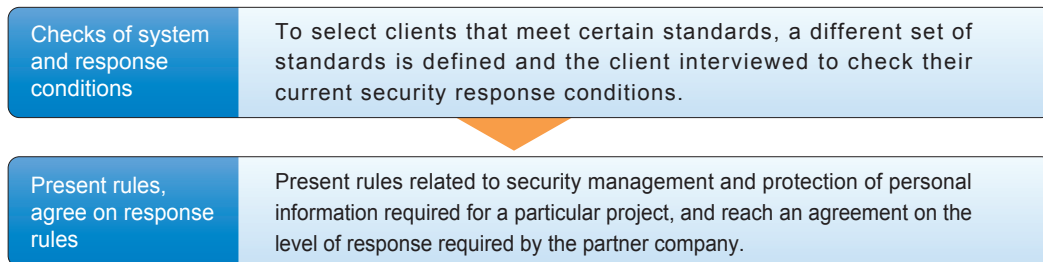 Checks of system
and response
conditions
To select clients that meet certain standards, a different set of
standards is defined and the client interviewed to check their
current security response conditions.
Present rules,
agree on response
rules
Present rules related to security management and protection of personal
information required for a particular project, and reach an agreement on the
level of response required by the partner company.